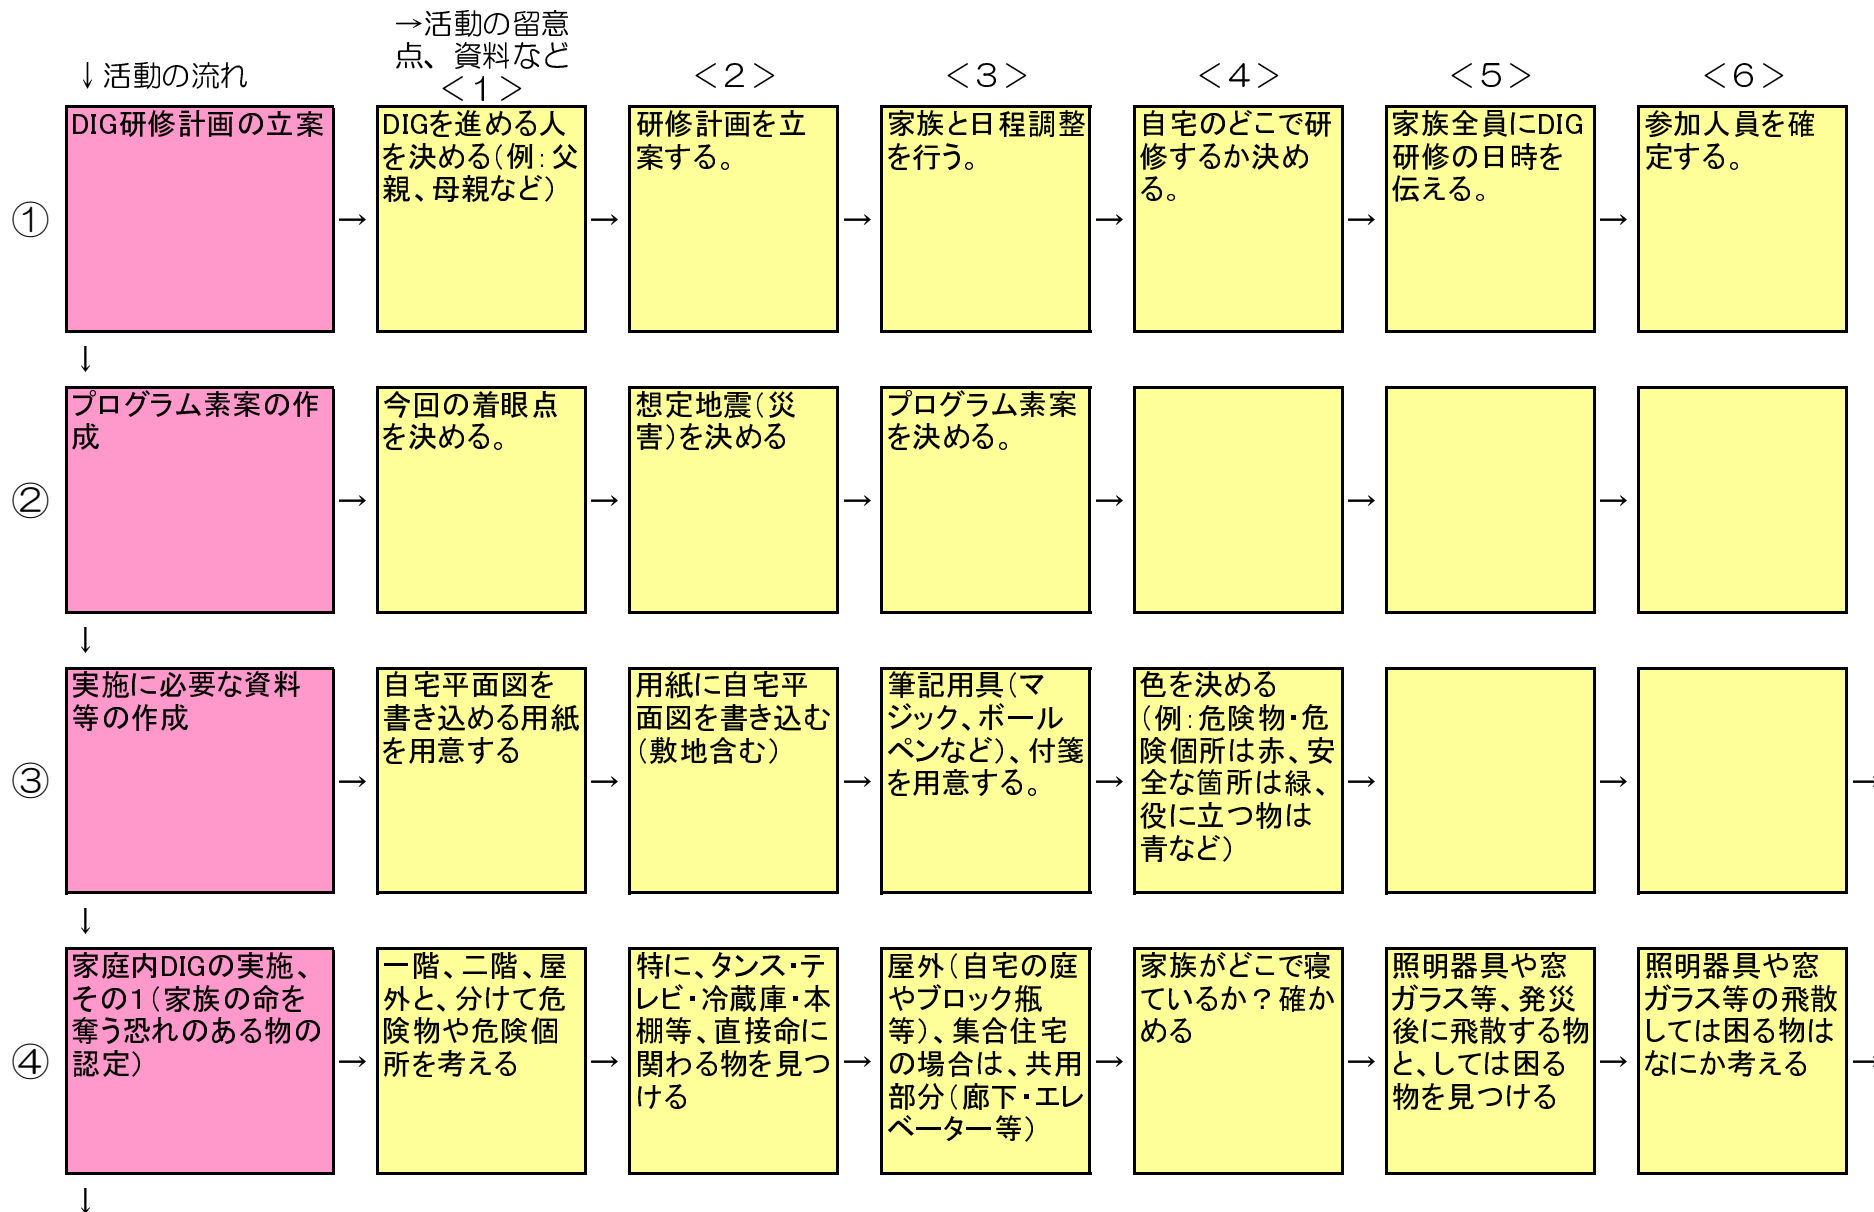 ↓活動の流れ
→活動の留意
点、資料など
＜1＞
＜2＞
＜3＞
＜4＞
＜5＞
＜6＞
①
DIG研修計画の立案
→
DIGを進める人
を決める(例:父
親、母親など)
→
研修計画を立
案する。
→
家族と日程調整
を行う。
→
自宅のどこで研
修するか決め
る。
→
家族全員にDIG
研修の日時を
伝える。
→
参加人員を確
定する。
↓
②
プログラム素案の作
成
→
今回の着眼点
を決める。
→
想定地震(災
害)を決める
→
プログラム素案
を決める。
→
→
→
↓
③
実施に必要な資料
等の作成
→
自宅平面図を
書き込める用紙
を用意する
→
用紙に自宅平
面図を書き込む
(敷地含む)
→
筆記用具(マ
ジック、ボール
ペンなど)、付箋
を用意する。
→
色を決める
(例:危険物・危
険個所は赤、安
全な箇所は緑、
役に立つ物は
青など)
→
→
→
↓
④
家庭内DIGの実施、
その1(家族の命を
奪う恐れのある物の
認定)
→
一階、二階、屋
外と、分けて危
険物や危険個
所を考える
→
特に、タンス・テ
レビ・冷蔵庫・本
棚等、直接命に
関わる物を見つ
ける
→
屋外(自宅の庭
やブロック瓶
等)、集合住宅
の場合は、共用
部分(廊下・エレ
ベーター等)
→
家族がどこで寝
ているか?確か
める
→
照明器具や窓
ガラス等、発災
後に飛散する物
と、しては困る
物を見つける
→
照明器具や窓
ガラス等の飛散
しては困る物は
なにか考える
→
↓